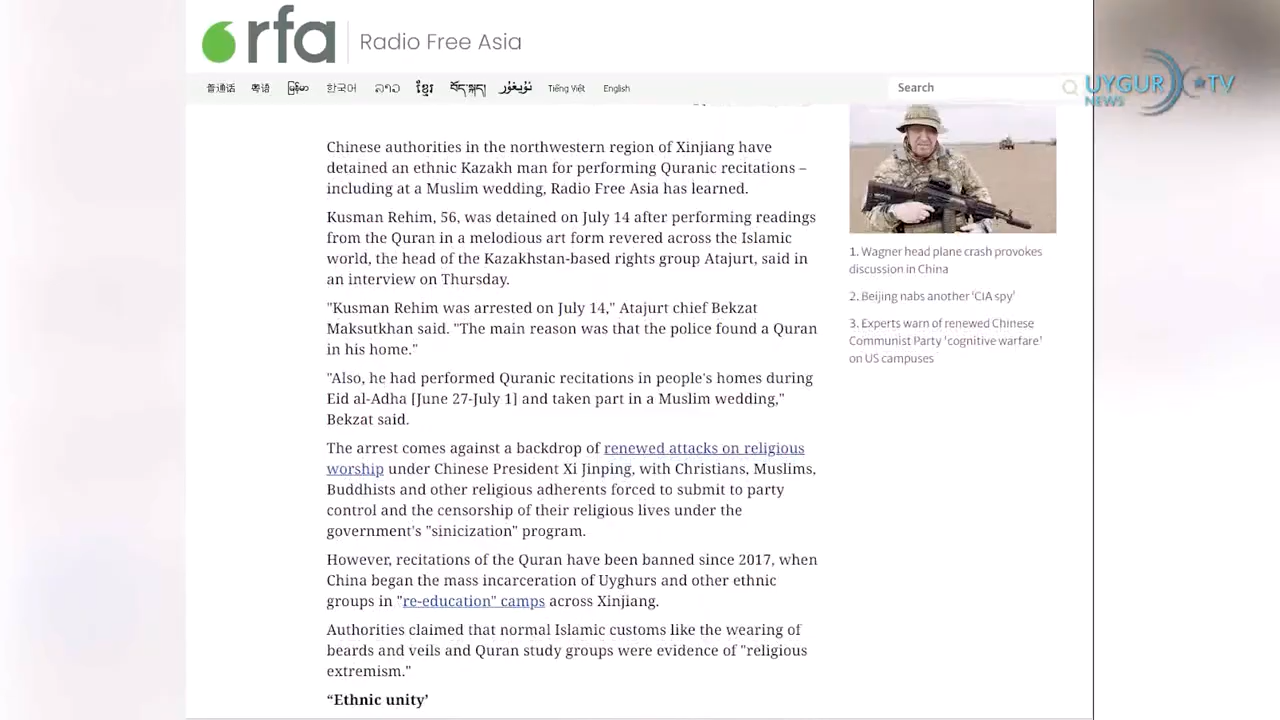 rfa
Radio Free Asia
普通话 粤语 မြန်မာ 한국어 ລາວ ខ្មែរ བོད་སྐད། ئۇيغۇر Tiếng Việt English
Search
UYGUR TV
NEWS
Chinese authorities in the northwestern region of Xinjiang have
detained an ethnic Kazakh man for performing Quranic recitations –
including at a Muslim wedding, Radio Free Asia has learned.
Kusman Rehim, 56, was detained on July 14 after performing readings
from the Quran in a melodious art form revered across the Islamic
world, the head of the Kazakhstan-based rights group Atajurt, said in
an interview on Thursday.
"Kusman Rehim was arrested on July 14," Atajurt chief Bekzat
Maksutkhan said. "The main reason was that the police found a Quran
in his home."
"Also, he had performed Quranic recitations in people's homes during
Eid al-Adha [June 27-July 1] and taken part in a Muslim wedding,"
Bekzat said.
The arrest comes against a backdrop of renewed attacks on religious
worship under Chinese President Xi Jinping, with Christians, Muslims,
Buddhists and other religious adherents forced to submit to party
control and the censorship of their religious lives under the
government's "sinicization" program.
However, recitations of the Quran have been banned since 2017, when
China began the mass incarceration of Uyghurs and other ethnic
groups in "re-education" camps across Xinjiang.
Authorities claimed that normal Islamic customs like the wearing of
beards and veils and Quran study groups were evidence of "religious
extremism."
“Ethnic unity’
1. Wagner head plane crash provokes
discussion in China
2. Beijing nabs another ‘CIA spy’
3. Experts warn of renewed Chinese
Communist Party 'cognitive warfare'
on US campuses